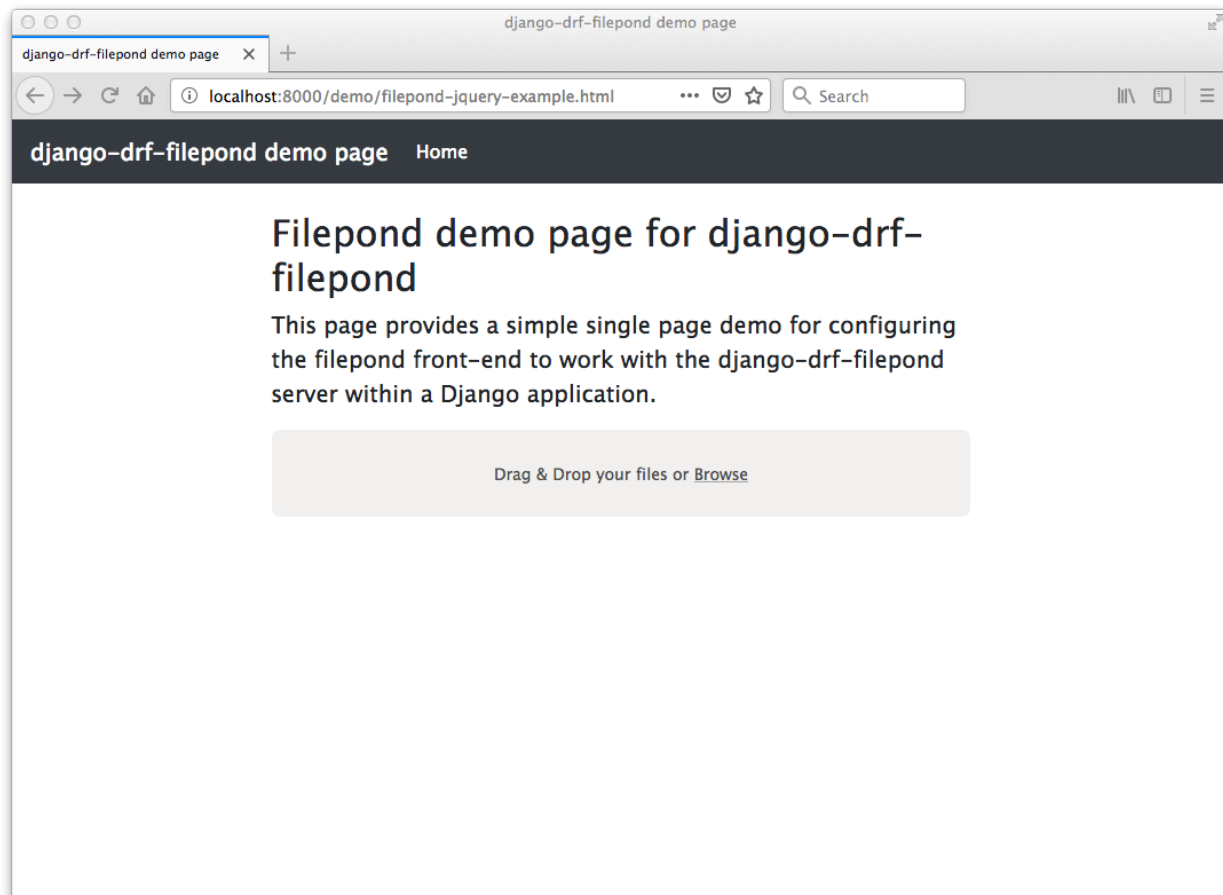 django-drf-filepond demo page
django-drf-filepond demo page
localhost:8000/demo/filepond-jquery-example.html
Search
django-drf-filepond demo page Home
Filepond demo page for django-drf-
filepond
This page provides a simple single page demo for configuring
the filepond front-end to work with the django-drf-filepond
server within a Django application.
Drag & Drop your files or Browse